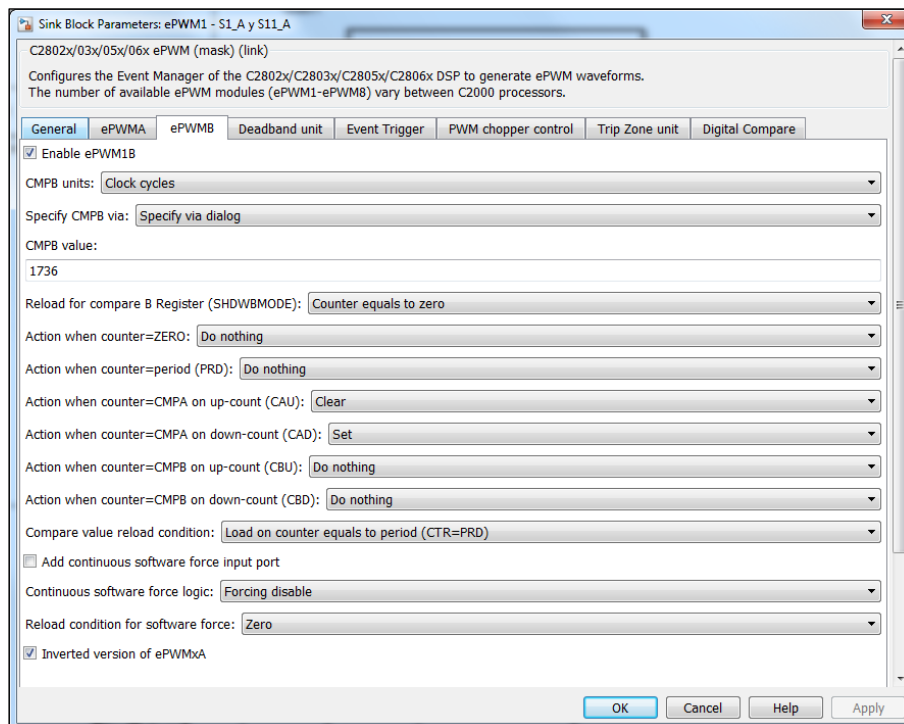 Sink Block Parameters: ePWM1 - S1_A y S11_A
C2802x/03x/05x/06x ePWM (mask) (link)
Configures the Event Manager of the C2802x/C2803x/C2805x/C2806x DSP to generate ePWM waveforms.
The number of available ePWM modules (ePWM1-ePWM8) vary between C2000 processors.
General ePWMA ePWMB Deadband unit Event Trigger PWM chopper control Trip Zone unit Digital Compare
Enable ePWM1B
CMPB units: Clock cycles
Specify CMPB via: Specify via dialog
CMPB value:
1736
Reload for compare B Register (SHDWBMODE): Counter equals to zero
Action when counter=ZERO: Do nothing
Action when counter=period (PRD): Do nothing
Action when counter=CMPA on up-count (CAU): Clear
Action when counter=CMPA on down-count (CAD): Set
Action when counter=CMPB on up-count (CBU): Do nothing
Action when counter=CMPB on down-count (CBD): Do nothing
Compare value reload condition: Load on counter equals to period (CTR=PRD)
Add continuous software force input port
Continuous software force logic: Forcing disable
Reload condition for software force: Zero
Inverted version of ePWMxA
OK Cancel Help Apply